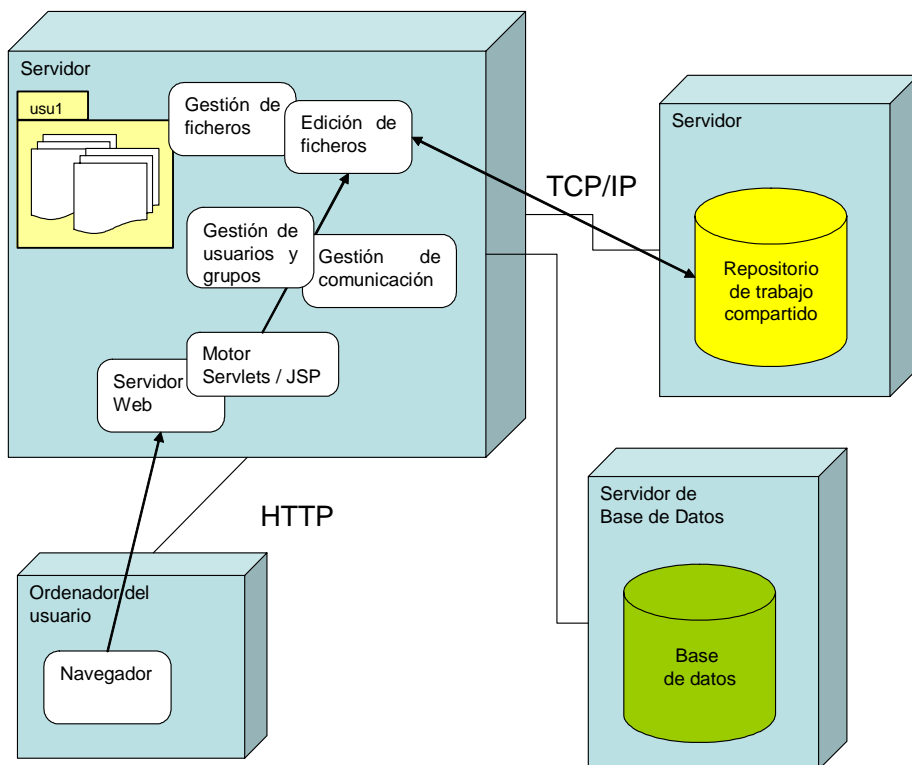 Servidor
usu1
Gestión de
ficheros
Edición de
ficheros
Gestión de
usuarios y
grupos
Gestión de
comunicación
Motor
Servlets / JSP
Servidor
Web
TCP/IP
Servidor
Repositorio
de trabajo
compartido
HTTP
Servidor de
Base de Datos
Base
de datos
Ordenador del
usuario
Navegador